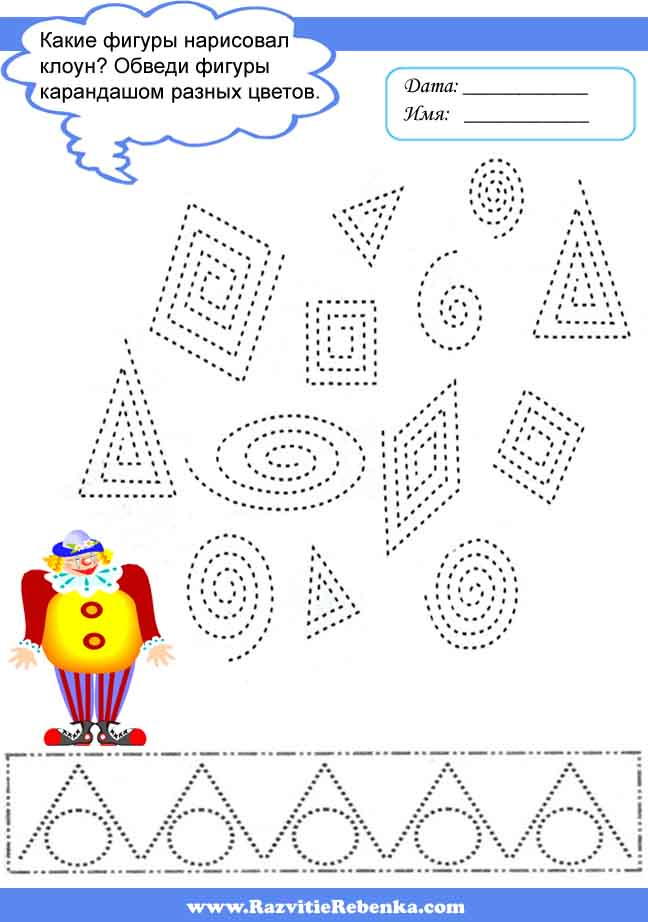 Какие фигуры нарисовал
клоун? Обведи фигуры
карандашом разных цветов.
Дата: ____________
Имя: ____________
www.RazvitieRebenka.com